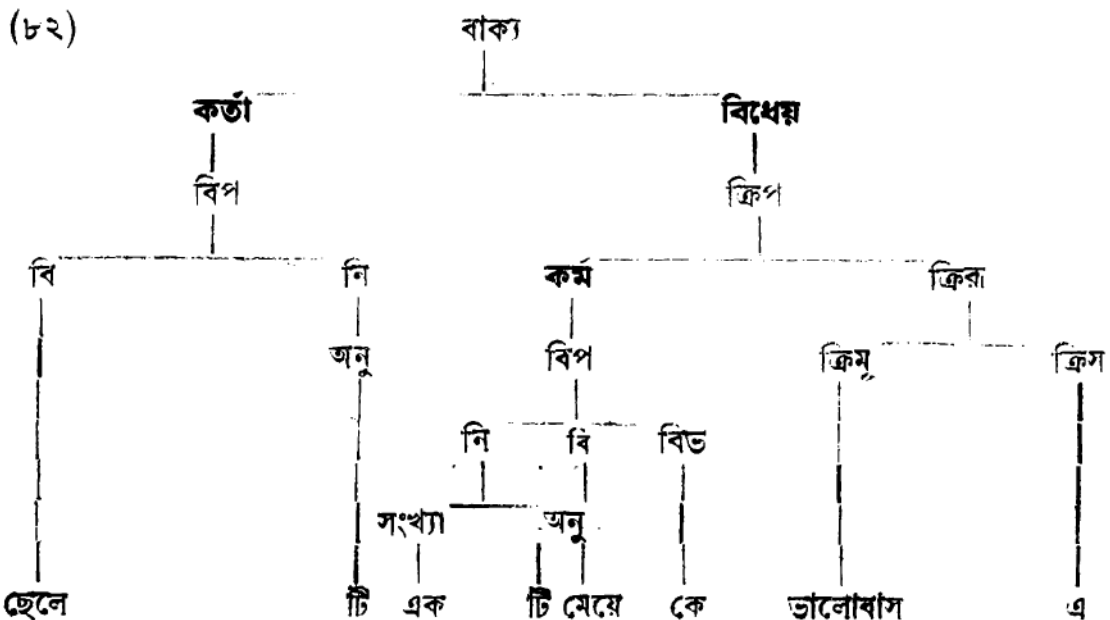 (৮২) বাক্য
কর্তা বিধেয়
বিপ ক্রিপ
বি নি কর্ম ক্রিরূ
অনু বিপ ক্রিমূ ক্রিস
নি বি বিভ
সংখ্যা অনু
ছেলে টি এক টি মেয়ে কে ভালোবাস এ